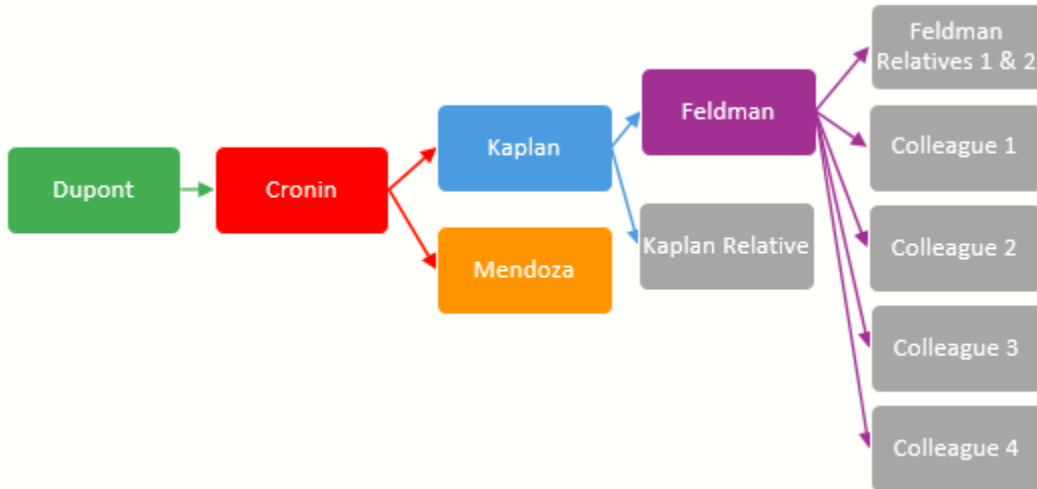 Dupont
Cronin
Kaplan
Mendoza
Feldman
Kaplan Relative
Feldman
Relatives 1 & 2
Colleague 1
Colleague 2
Colleague 3
Colleague 4